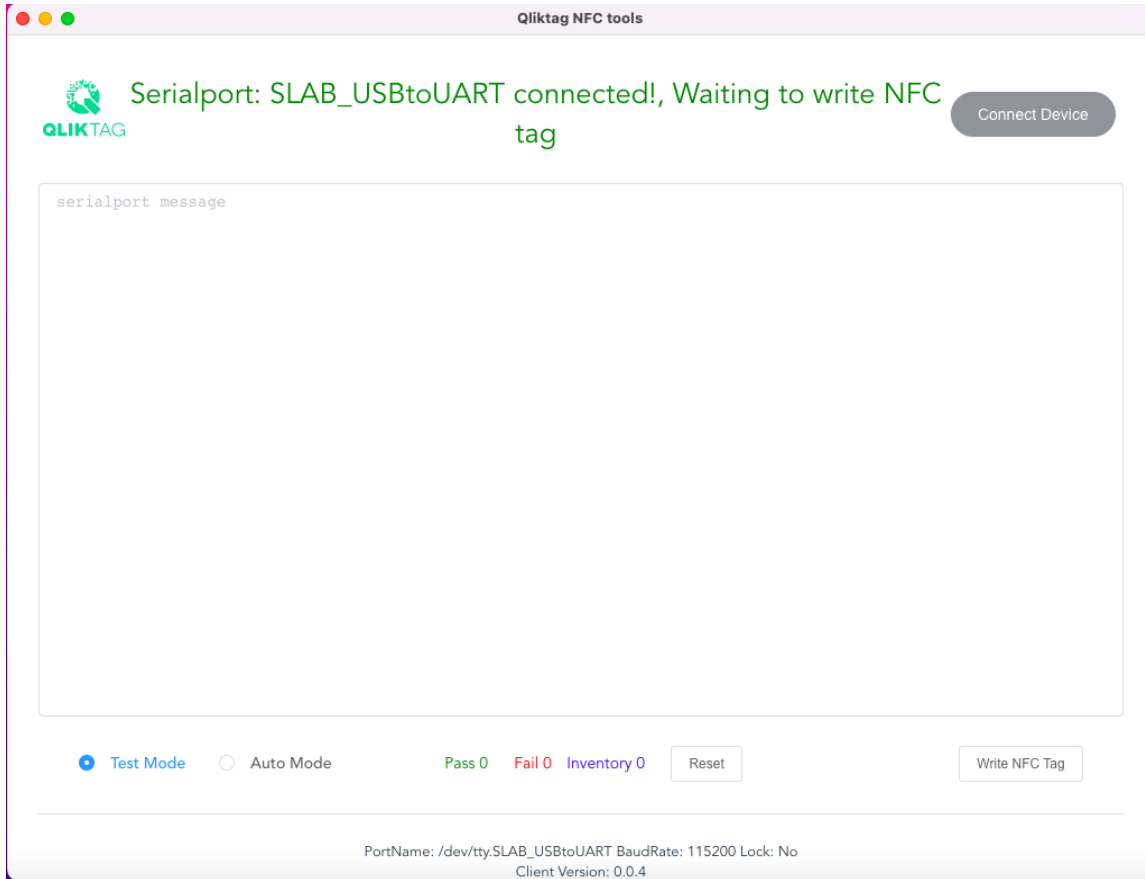 Qliktag NFC tools
Serialport: SLAB_USBtoUART connected!, Waiting to write NFC
tag
QLIKTAG
Connect Device
serialport message
Test Mode Auto Mode Pass 0 Fail 0 Inventory 0 Reset Write NFC Tag
PortName: /dev/tty.SLAB_USBtoUART BaudRate: 115200 Lock: No
Client Version: 0.0.4